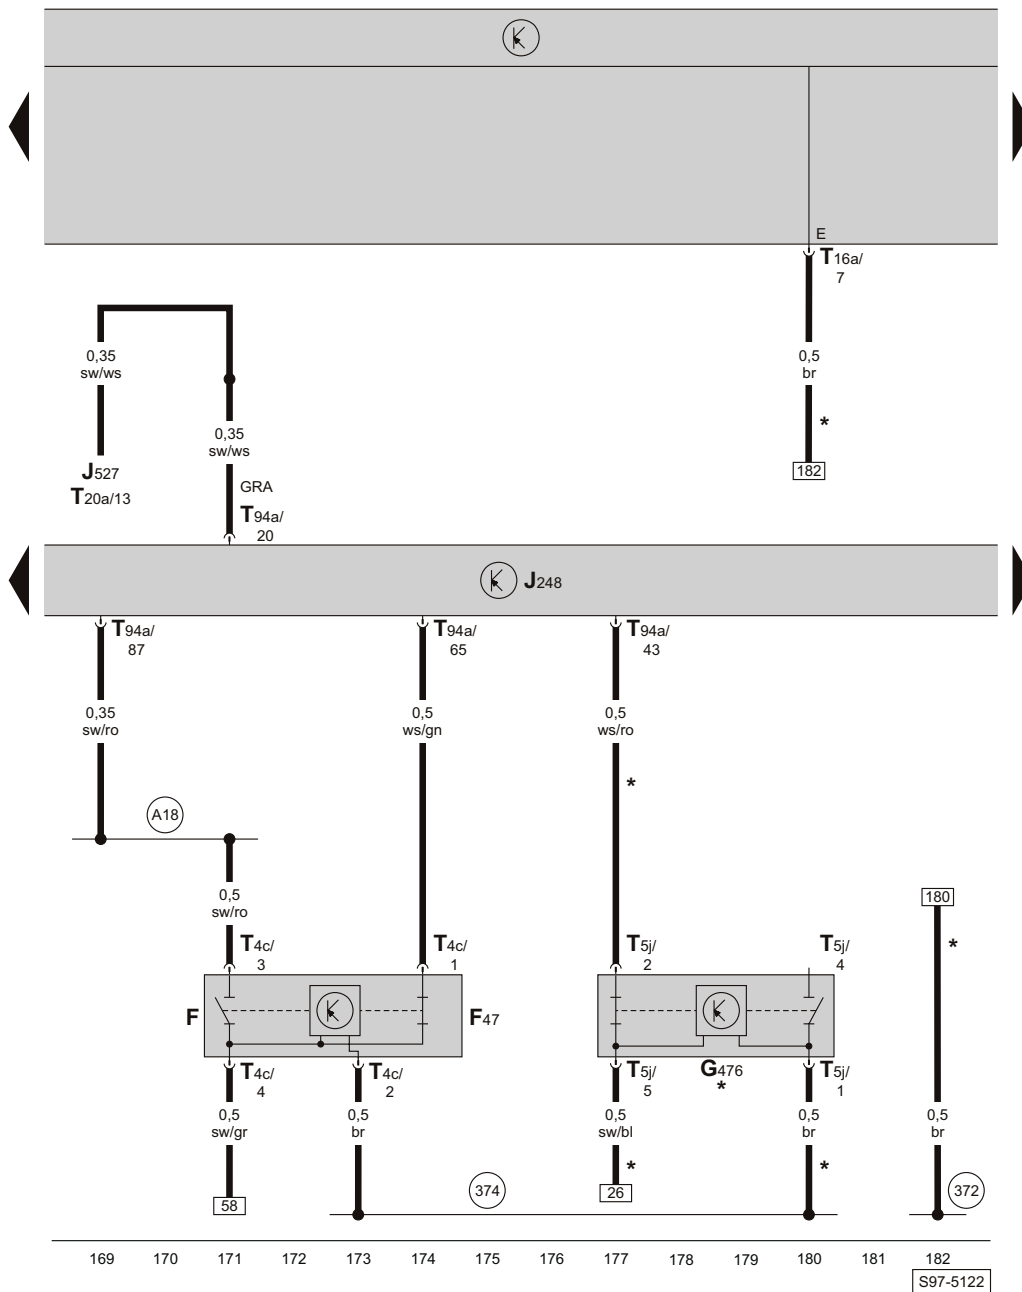 E
T16a/
7
0,35
sw/ws
0,5
br
*
0,35
sw/ws
182
J527
T20a/13
GRA
T94a/
20
J248
T94a/
87
T94a/
65
T94a/
43
0,35
sw/ro
0,5
ws/gn
0,5
ws/ro
*
A18
0,5
sw/ro
180
*
T4c/
3
T4c/
1
T5j/
2
T5j/
4
F
F47
T4c/
4
T4c/
2
T5j/
5
G476
*
T5j/
1
0,5
sw/gr
0,5
br
0,5
sw/bl
0,5
br
0,5
br
*
*
58
374
26
372
169 170 171 172 173 174 175 176 177 178 179 180 181 182
S97-5122